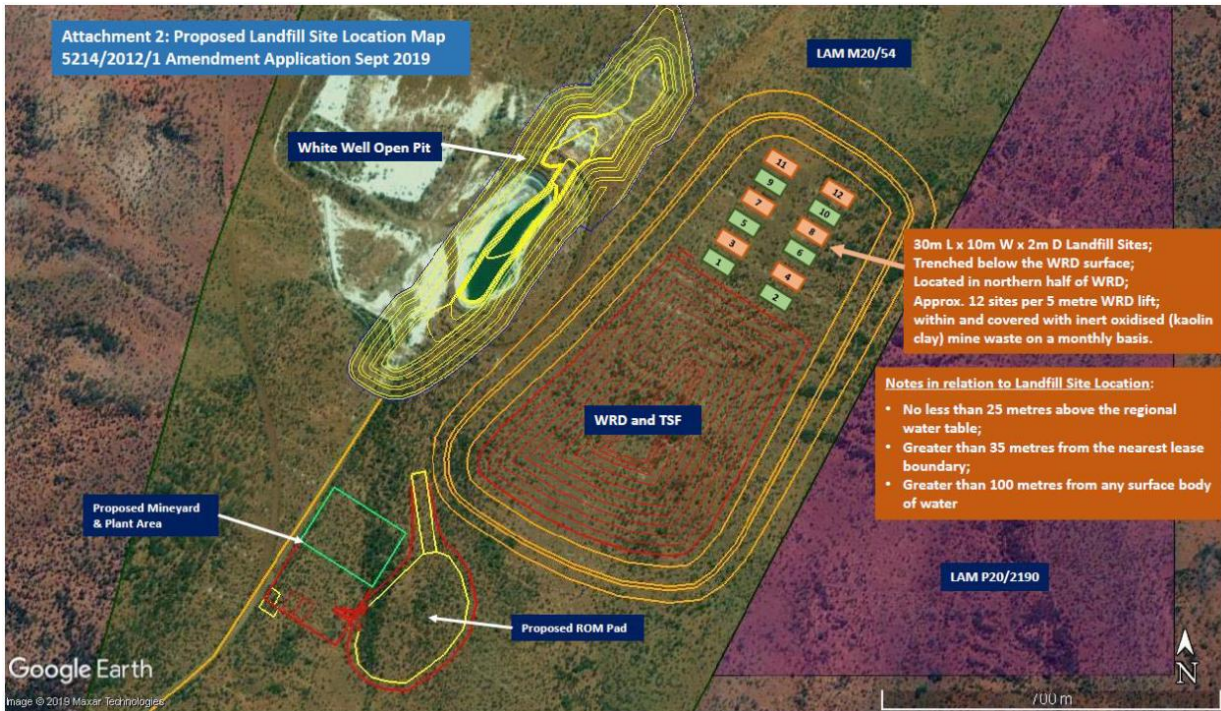 Attachment 2: Proposed Landfill Site Location Map
5214/2012/1 Amendment Application Sept 2019
LAM M20/54
White Well Open Pit
11
9
12
7
10
5
8
3
6
1
4
2
30m L x 10m W x 2m D Landfill Sites;
Trenched below the WRD surface;
Located in northern half of WRD;
Approx. 12 sites per 5 metre WRD lift;
within and covered with inert oxidised (kaolin
clay) mine waste on a monthly basis.
Notes in relation to Landfill Site Location:
• No less than 25 metres above the regional
water table;
• Greater than 35 metres from the nearest lease
boundary;
• Greater than 100 metres from any surface body
of water
WRD and TSF
Proposed Mineyard
& Plant Area
LAM P20/2190
Proposed ROM Pad
Google Earth
Image © 2019 Maxar Technologies
N
700 m